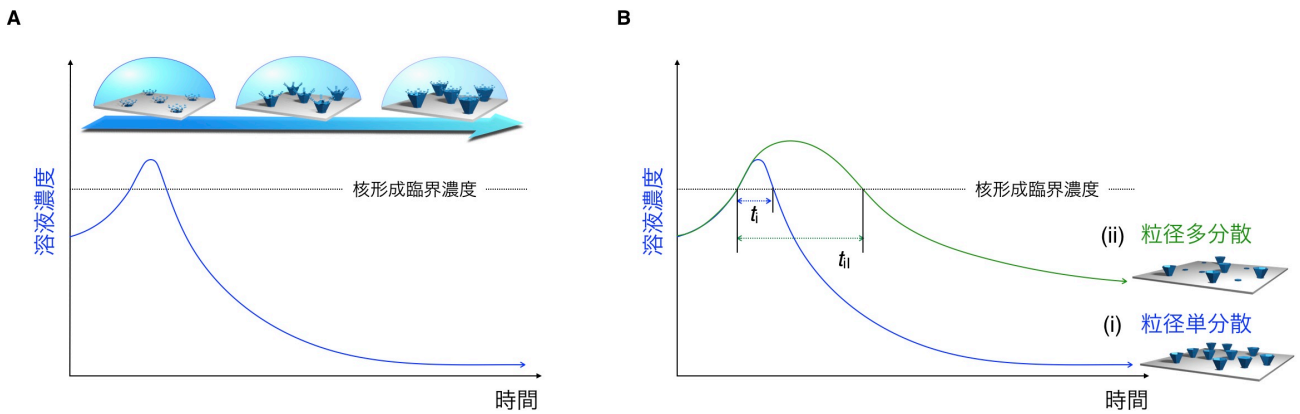 A
溶液濃度
核形成臨界濃度
時間
B
溶液濃度
核形成臨界濃度
ti
tii
(ii) 粒径多分散
(i) 粒径単分散
時間